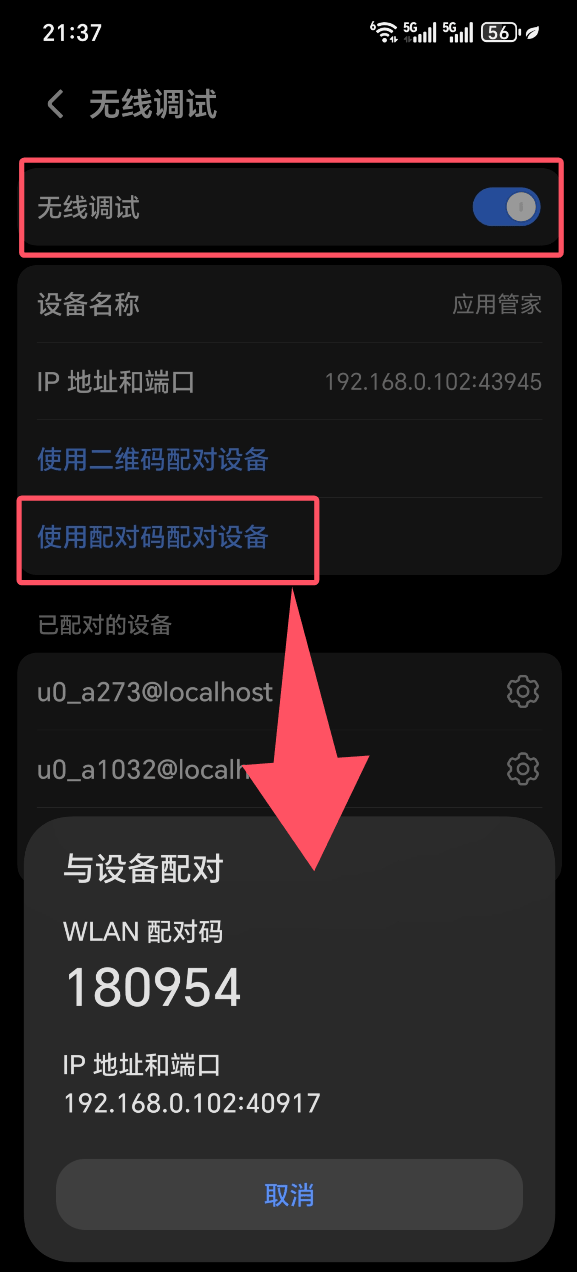 21:37
6 5G 5G 56
无线调试
无线调试
设备名称 应用管家
IP 地址和端口 192.168.0.102:43945
使用二维码配对设备
使用配对码配对设备
已配对的设备
u0_a273@localhost
u0_a1032@localh
与设备配对
WLAN 配对码
180954
IP 地址和端口
192.168.0.102:40917
取消